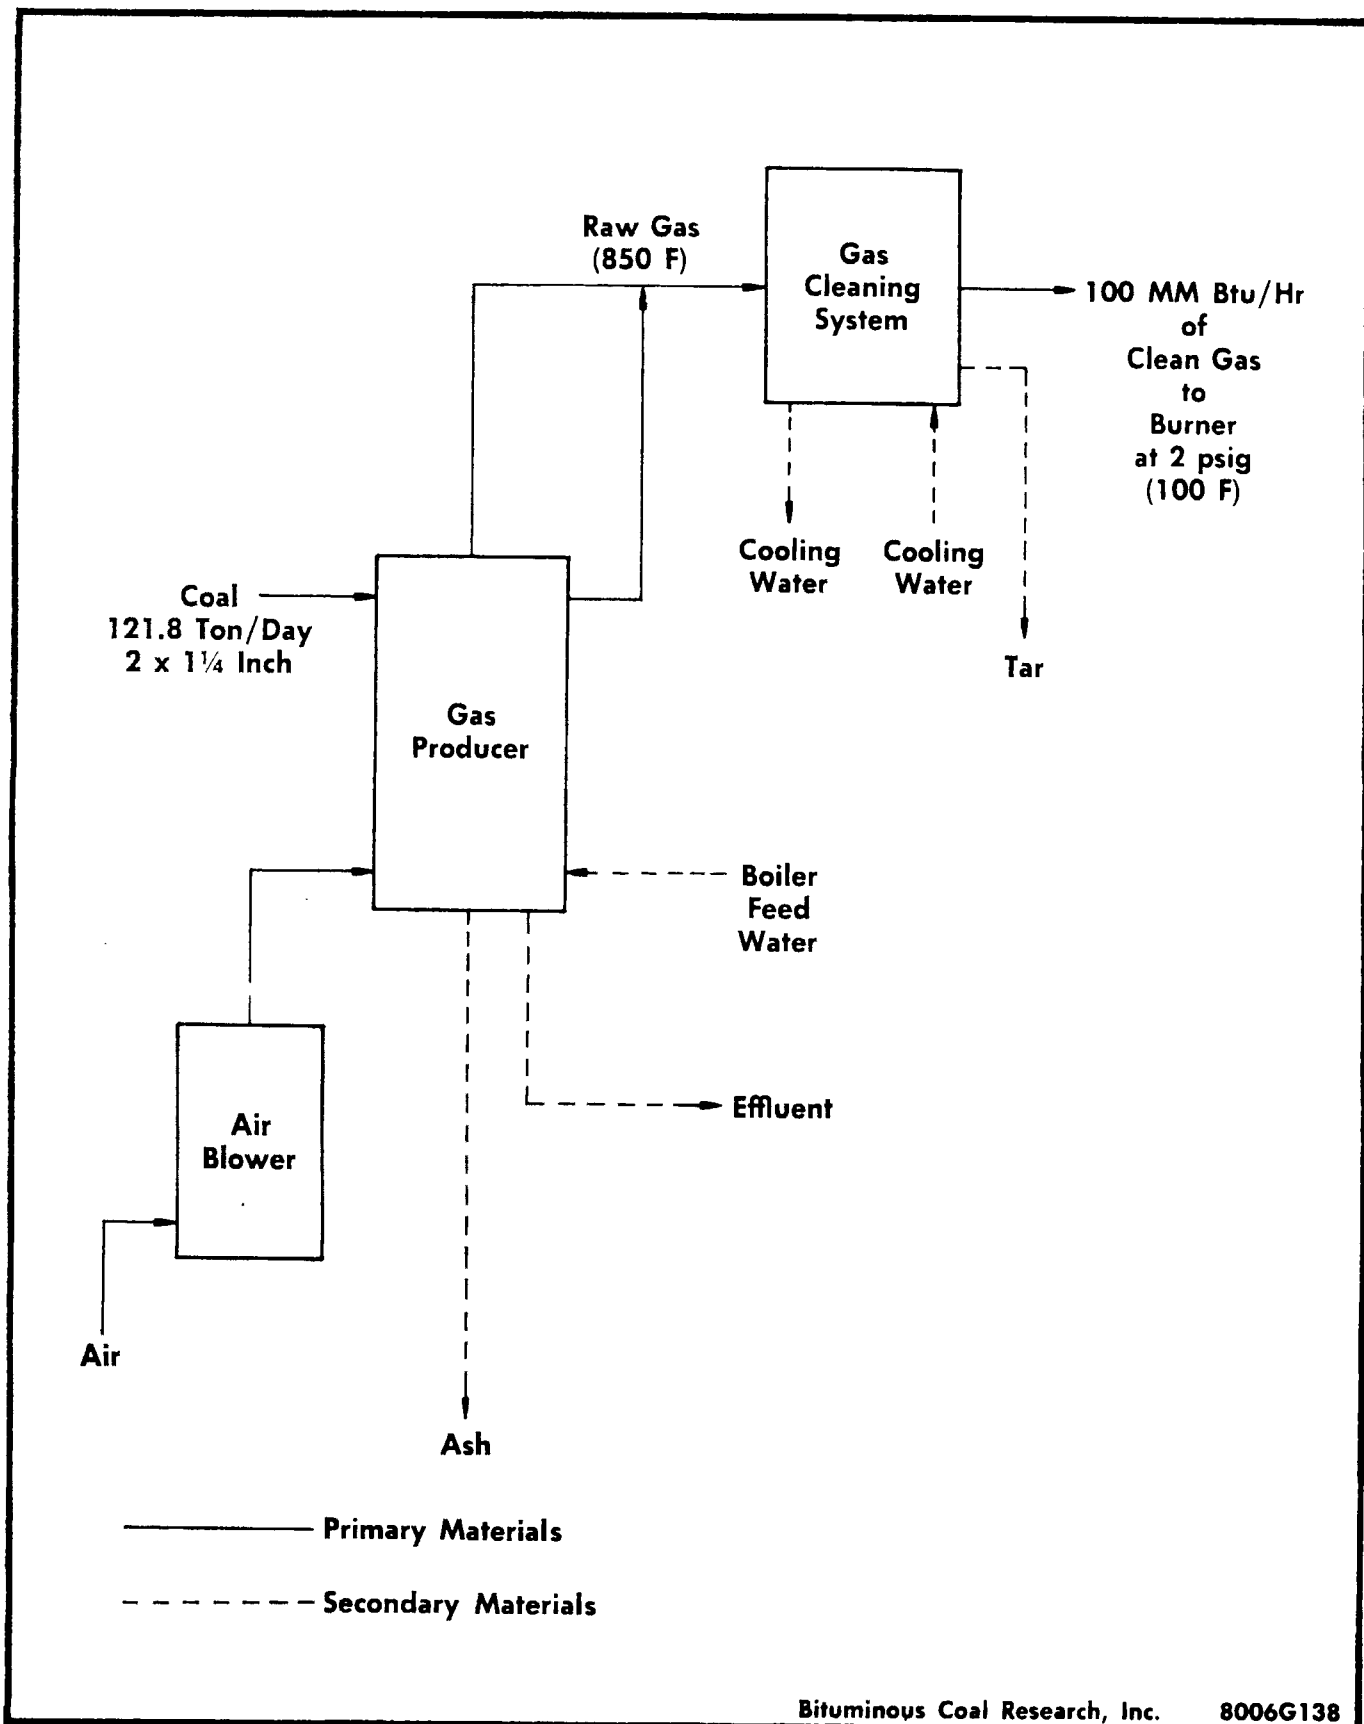 Raw Gas
(850 F)
Gas
Cleaning
System
100 MM Btu/Hr
of
Clean Gas
to
Burner
at 2 psig
(100 F)
Cooling
Water
Cooling
Water
Tar
Coal
121.8 Ton/Day
2 x 1¼ Inch
Gas
Producer
Boiler
Feed
Water
Effluent
Air
Blower
Air
Ash
Primary Materials
Secondary Materials
Bituminous Coal Research, Inc. 8006G138